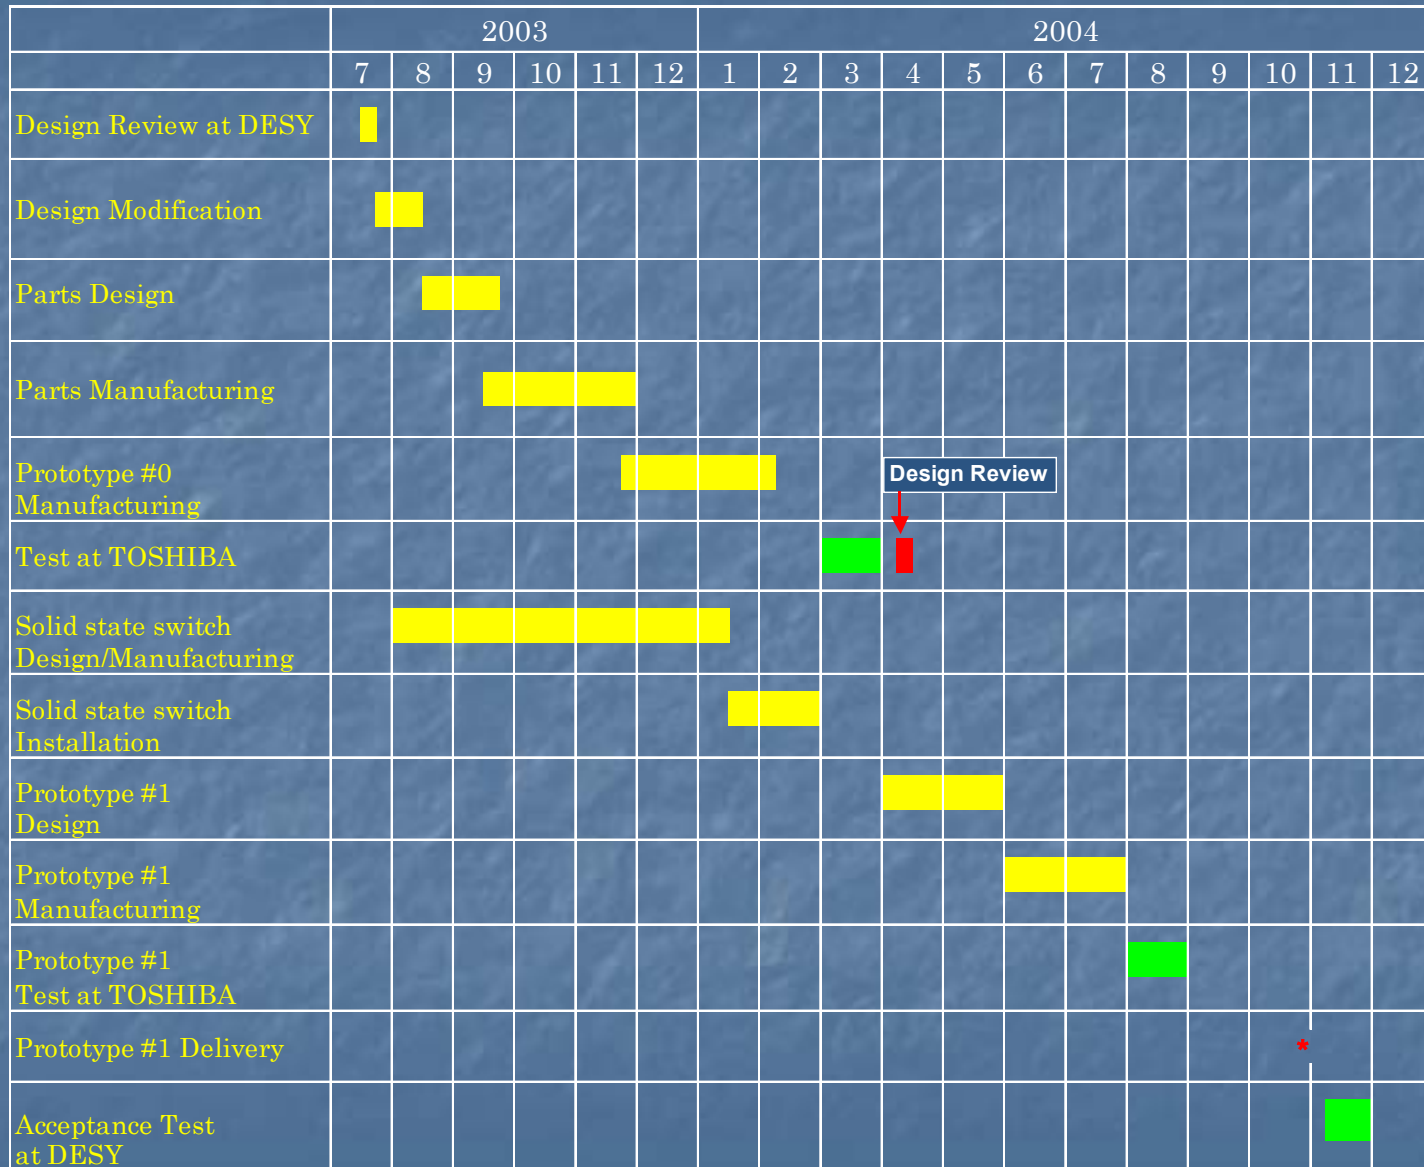 2003 2004
7 8 9 10 11 12 1 2 3 4 5 6 7 8 9 10 11 12
Design Review at DESY
Design Modification
Parts Design
Parts Manufacturing
Prototype #0
Manufacturing
Design Review
Test at TOSHIBA
Solid state switch
Design/Manufacturing
Solid state switch
Installation
Prototype #1
Design
Prototype #1
Manufacturing
Prototype #1
Test at TOSHIBA
Prototype #1 Delivery *
Acceptance Test
at DESY